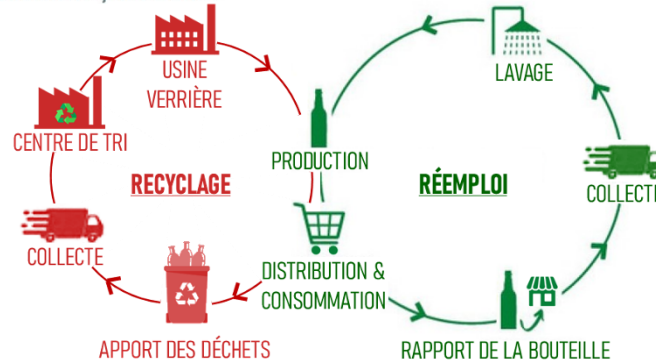 USINE
VERRIÈRE
LAVAGE
CENTRE DE TRI
PRODUCTION
RECYCLAGE
RÉEMPLOI
COLLECTE
COLLECTE
DISTRIBUTION &
CONSOMMATION
APPORT DES DÉCHETS
RAPPORT DE LA BOUTEILLE